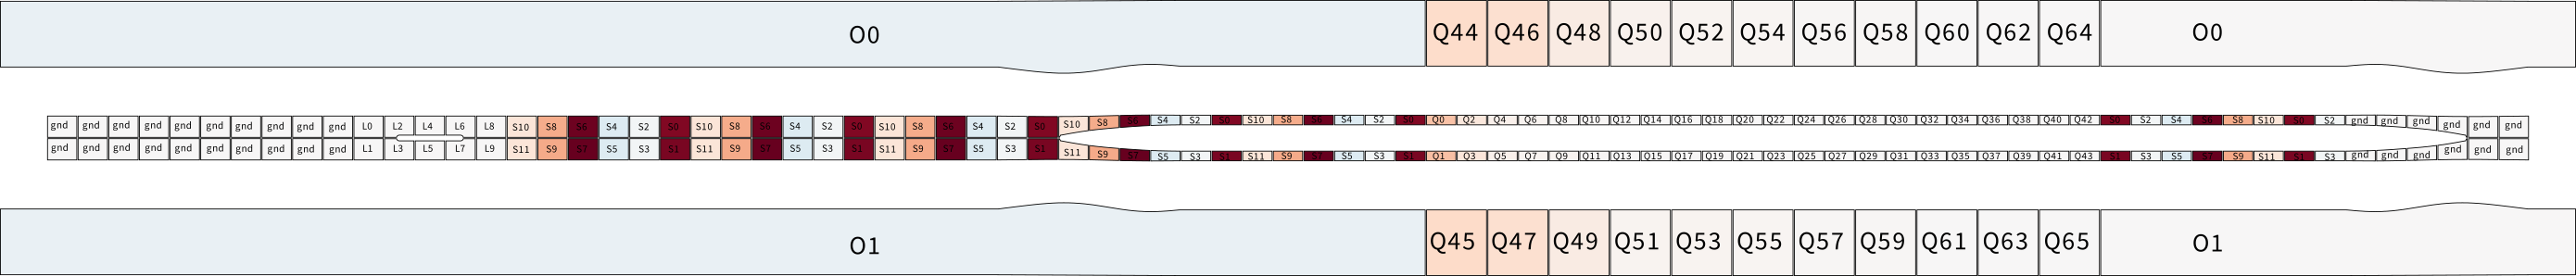 O0 Q44 Q46 Q48 Q50 Q52 Q54 Q56 Q58 Q60 Q62 Q64 O0
gnd gnd gnd gnd gnd gnd gnd gnd gnd gnd L0 L2 L4 L6 L8 S10 S8 S6 S4 S2 S0 S10 S8 S6 S4 S2 S0 S10 S8 S6 S4 S2 S0 S10 S8 S6 S4 S2 S0 S10 S8 S6 S4 S2 S0 Q0 Q2 Q4 Q6 Q8 Q10 Q12 Q14 Q16 Q18 Q20 Q22 Q24 Q26 Q28 Q30 Q32 Q34 Q36 Q38 Q40 Q42 S0 S2 S4 S6 S8 S10 S0 S2 gnd gnd gnd gnd gnd gnd
gnd gnd gnd gnd gnd gnd gnd gnd gnd gnd L1 L3 L5 L7 L9 S11 S9 S7 S5 S3 S1 S11 S9 S7 S5 S3 S1 S11 S9 S7 S5 S3 S1 S11 S9 S7 S5 S3 S1 S11 S9 S7 S5 S3 S1 Q1 Q3 Q5 Q7 Q9 Q11 Q13 Q15 Q17 Q19 Q21 Q23 Q25 Q27 Q29 Q31 Q33 Q35 Q37 Q39 Q41 Q43 S1 S3 S5 S7 S9 S11 S1 S3 gnd gnd gnd gnd gnd gnd
O1 Q45 Q47 Q49 Q51 Q53 Q55 Q57 Q59 Q61 Q63 Q65 O1